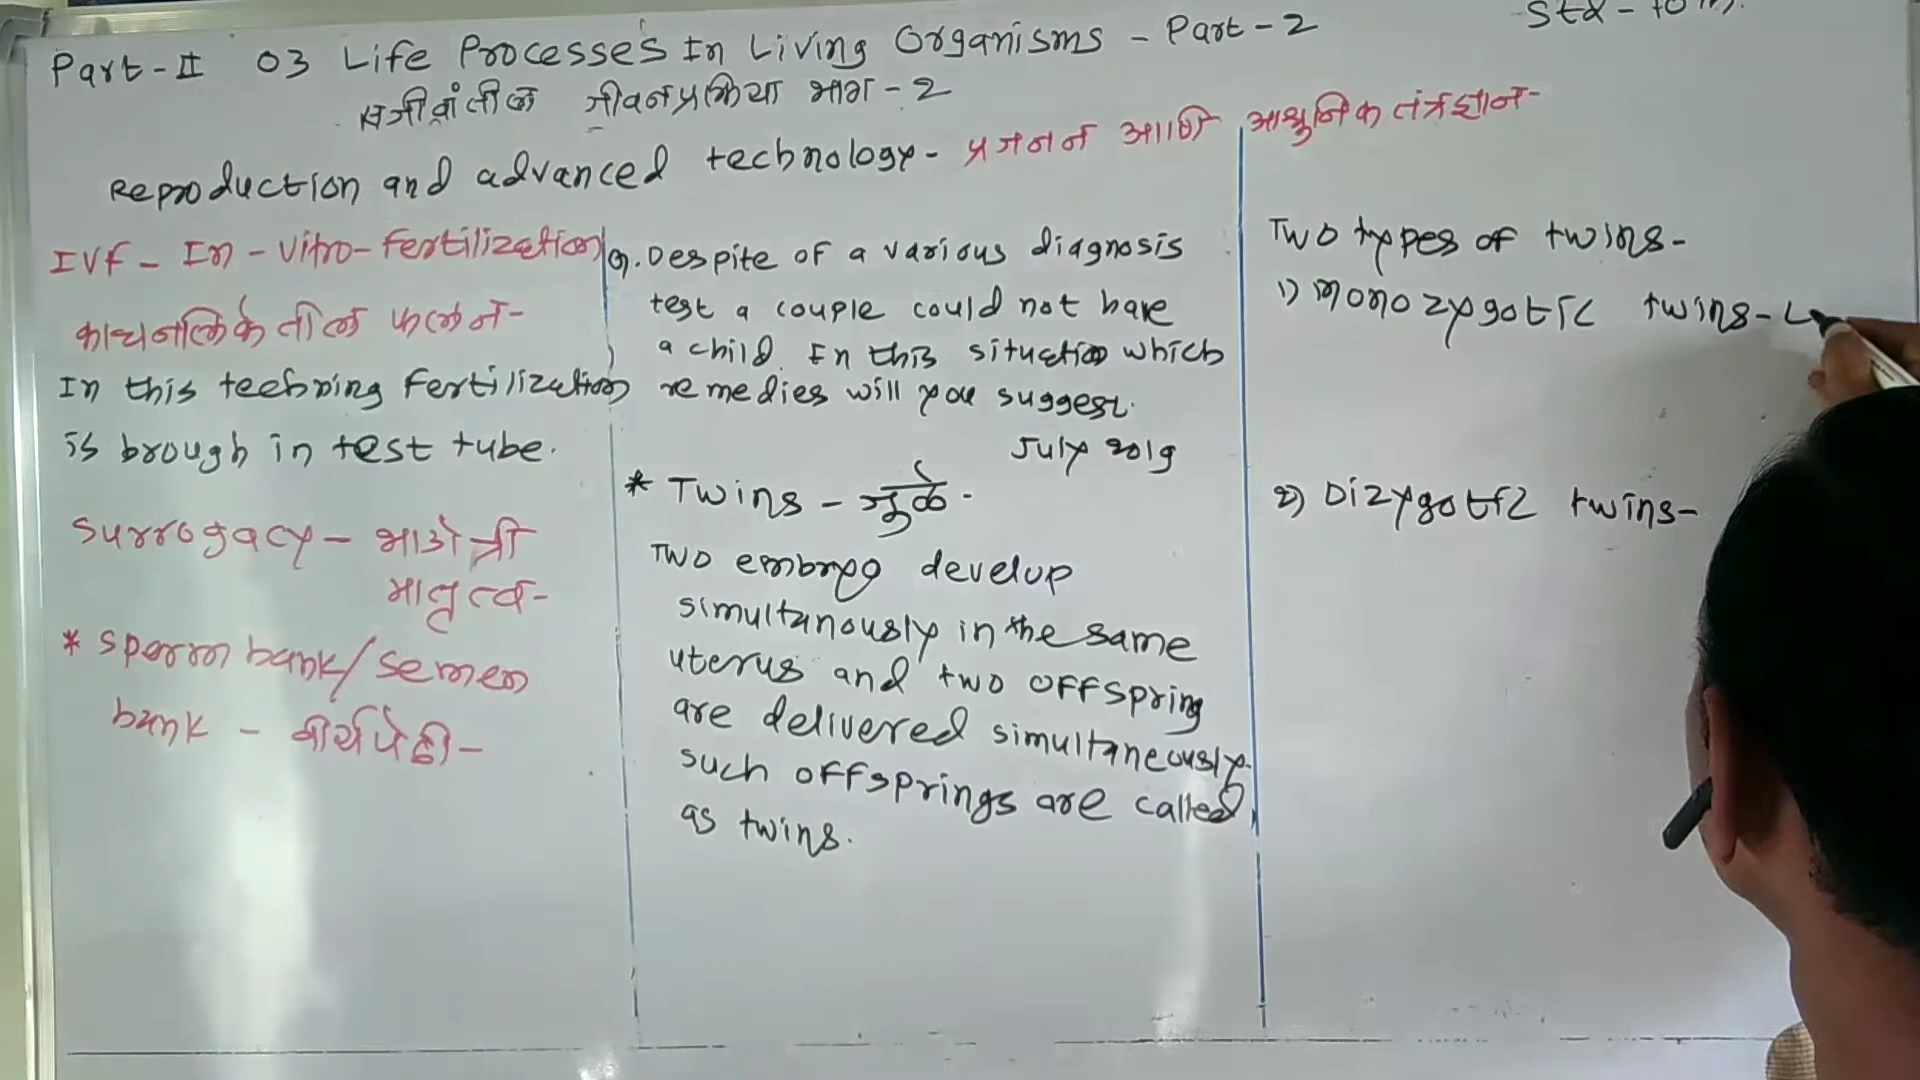 Part-II 03 Life Processes In Living Organisms - Part-2
Std - 10 th.
सजीवांतील जीवनप्रक्रिया भाग-2
Reproduction and advanced technology- प्रजनन आणि आधुनिक तंत्रज्ञान-
IVF - In-Vitro-Fertilization
काचनलिकेतील फलन-
In this techning Fertilization
is brough in test tube.
Surrogacy - भाडोत्री
मातृत्व-
* Sperm bank/Semen
bank - वीर्यपेढी-
Q. Despite of a various diagnosis
test a couple could not have
a child. In this situation which
remedies will you suggest.
July 2019
* Twins - जुळे.
Two embryo develop
simultanously in the same
uterus and two offspring
are delivered simultaneously.
such offsprings are called
as twins.
Two types of twins-
1) Monozygotic twins-
2) Dizygotic twins-